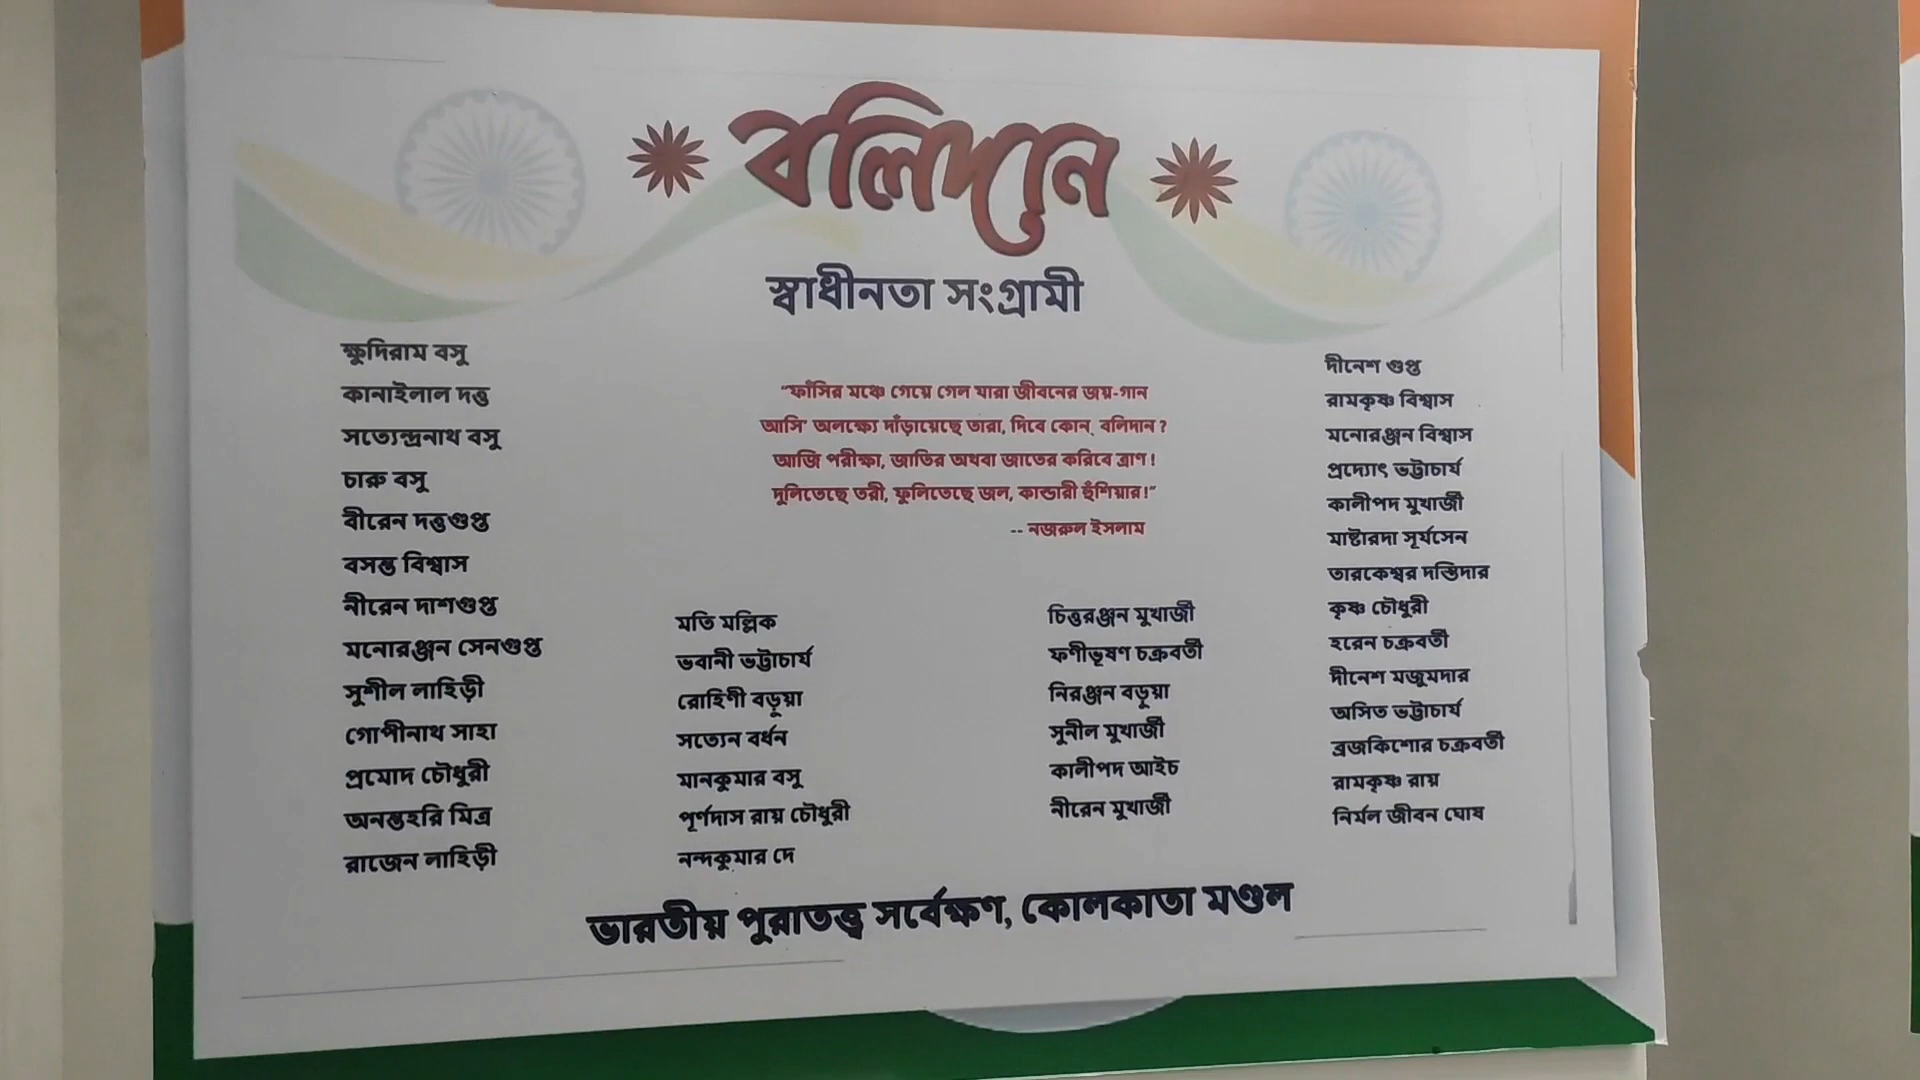 বলিদান
স্বাধীনতা সংগ্রামী
ক্ষুদিরাম বসু
কানাইলাল দত্ত
সত্যেন্দ্রনাথ বসু
চারু বসু
বীরেন দত্তগুপ্ত
বসন্ত বিশ্বাস
নীরেন দাশগুপ্ত
মনোরঞ্জন সেনগুপ্ত
সুশীল লাহিড়ী
গোপীনাথ সাহা
প্রমোদ চৌধুরী
অনন্তহরি মিত্র
রাজেন লাহিড়ী
“ফাঁসির মঞ্চে গেয়ে গেল যারা জীবনের জয়-গান
আসি’ অলক্ষ্যে দাঁড়ায়েছে তারা, দিবে কোন্ বলিদান ?
আজি পরীক্ষা, জাতির অথবা জাতের করিবে ত্রাণ !
দুলিতেছে তরী, ফুলিতেছে জল, কান্ডারী হুঁশিয়ার !”
-- নজরুল ইসলাম
মতি মল্লিক
ভবানী ভট্টাচার্য
রোহিণী বড়ুয়া
সত্যেন বর্ধন
মানকুমার বসু
পূর্ণদাস রায় চৌধুরী
নন্দকুমার দে
চিত্তরঞ্জন মুখার্জী
ফণীভূষণ চক্রবর্তী
নিরঞ্জন বড়ুয়া
সুনীল মুখার্জী
কালীপদ আইচ
নীরেন মুখার্জী
দীনেশ গুপ্ত
রামকৃষ্ণ বিশ্বাস
মনোরঞ্জন বিশ্বাস
প্রদ্যোৎ ভট্টাচার্য
কালীপদ মুখার্জী
মাষ্টারদা সূর্যসেন
তারকেশ্বর দস্তিদার
কৃষ্ণ চৌধুরী
হরেন চক্রবর্তী
দীনেশ মজুমদার
অসিত ভট্টাচার্য
ব্রজকিশোর চক্রবর্তী
রামকৃষ্ণ রায়
নির্মল জীবন ঘোষ
ভারতীয় পুরাতত্ত্ব সর্বেক্ষণ, কোলকাতা মণ্ডল